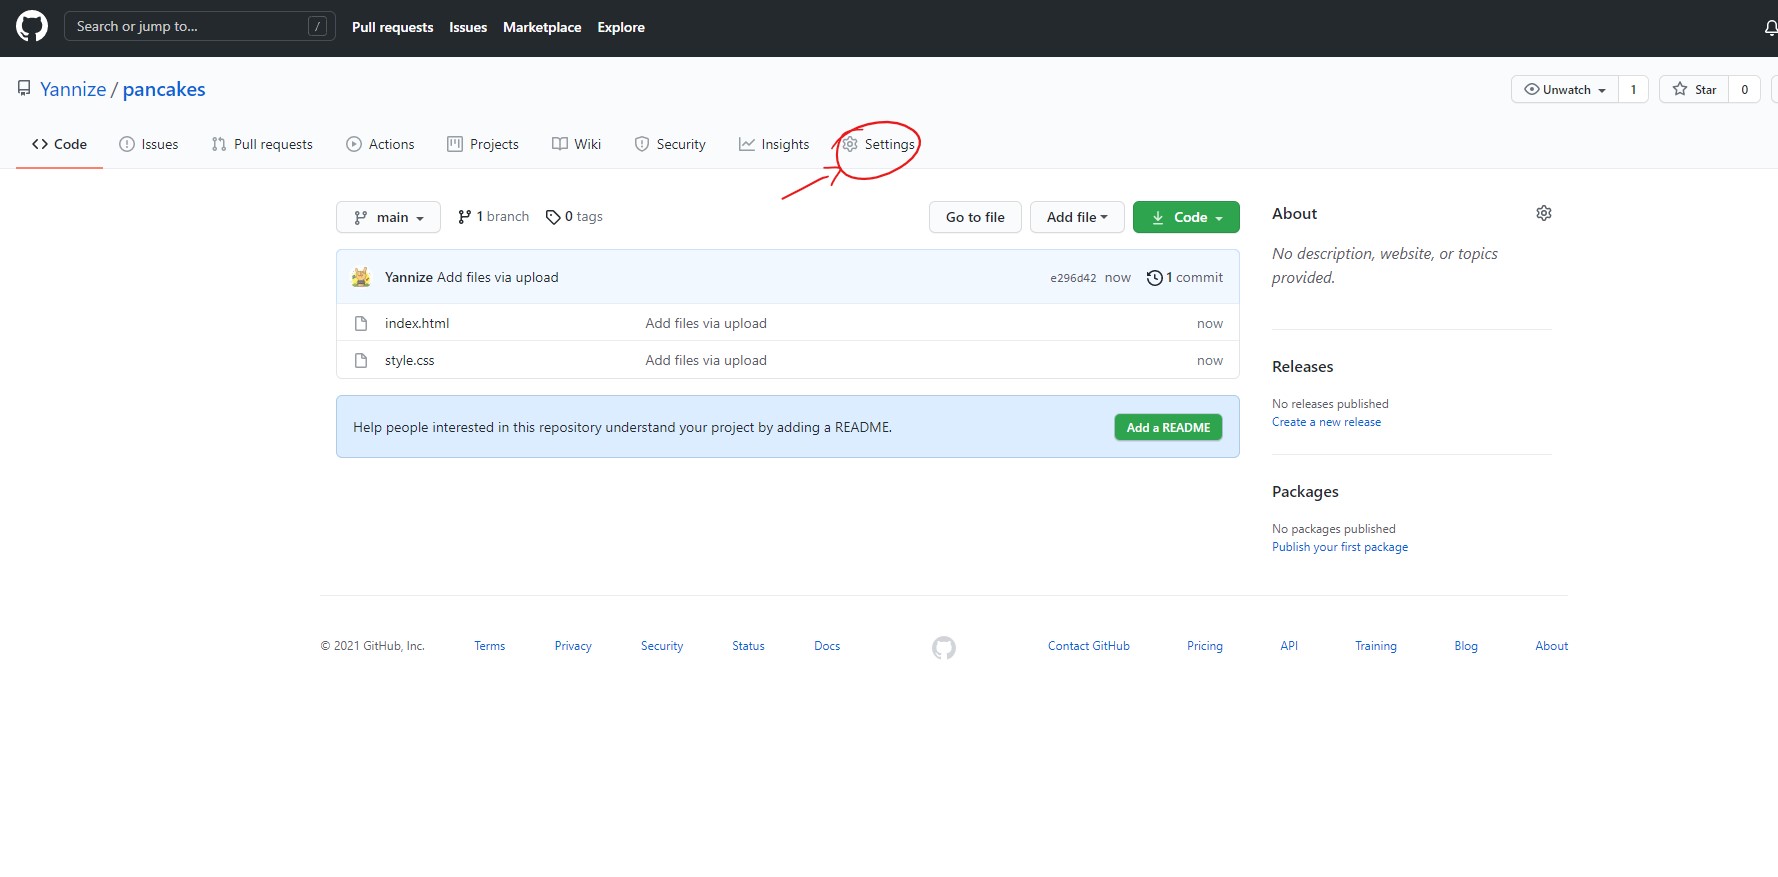 Search or jump to... /
Pull requests Issues Marketplace Explore
Yannize / pancakes
Unwatch 1 Star 0
Code Issues Pull requests Actions Projects Wiki Security Insights Settings
main 1 branch 0 tags Go to file Add file Code
Yannize Add files via upload e296d42 now 1 commit
index.html Add files via upload now
style.css Add files via upload now
Help people interested in this repository understand your project by adding a README. Add a README
About
No description, website, or topics
provided.
Releases
No releases published
Create a new release
Packages
No packages published
Publish your first package
© 2021 GitHub, Inc. Terms Privacy Security Status Docs Contact GitHub Pricing API Training Blog About